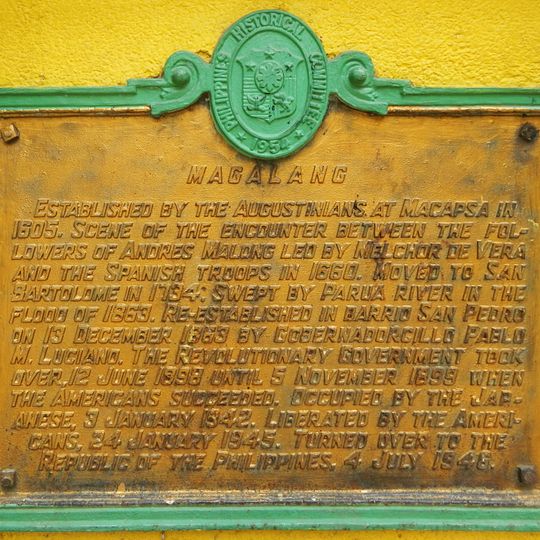 PHILIPPINES HISTORICAL COMMITTEE
1954
MAGALANG
ESTABLISHED BY THE AUGUSTINIANS AT MACAPSA IN
1605. SCENE OF THE ENCOUNTER BETWEEN THE FOL-
LOWERS OF ANDRES MALONG LED BY MELCHOR DE VERA
AND THE SPANISH TROOPS IN 1660. MOVED TO SAN
BARTOLOME IN 1734; SWEPT BY PARUA RIVER IN THE
FLOOD OF 1863. RE-ESTABLISHED IN BARRIO SAN PEDRO
ON 13 DECEMBER 1863 BY GOBERNADORCILLO PABLO
M. LUCIANO. THE REVOLUTIONARY GOVERNMENT TOOK
OVER, 12 JUNE 1898 UNTIL 5 NOVEMBER 1899 WHEN
THE AMERICANS SUCCEEDED. OCCUPIED BY THE JAP-
ANESE, 3 JANUARY 1942. LIBERATED BY THE AMERI-
CANS, 24 JANUARY 1945. TURNED OVER TO THE
REPUBLIC OF THE PHILIPPINES, 4 JULY 1946.